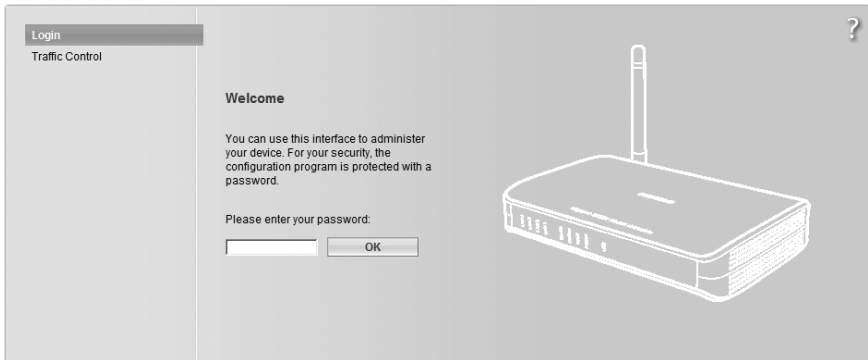 Login
Traffic Control
?
Welcome
You can use this interface to administer
your device. For your security, the
configuration program is protected with a
password.
Please enter your password:
OK